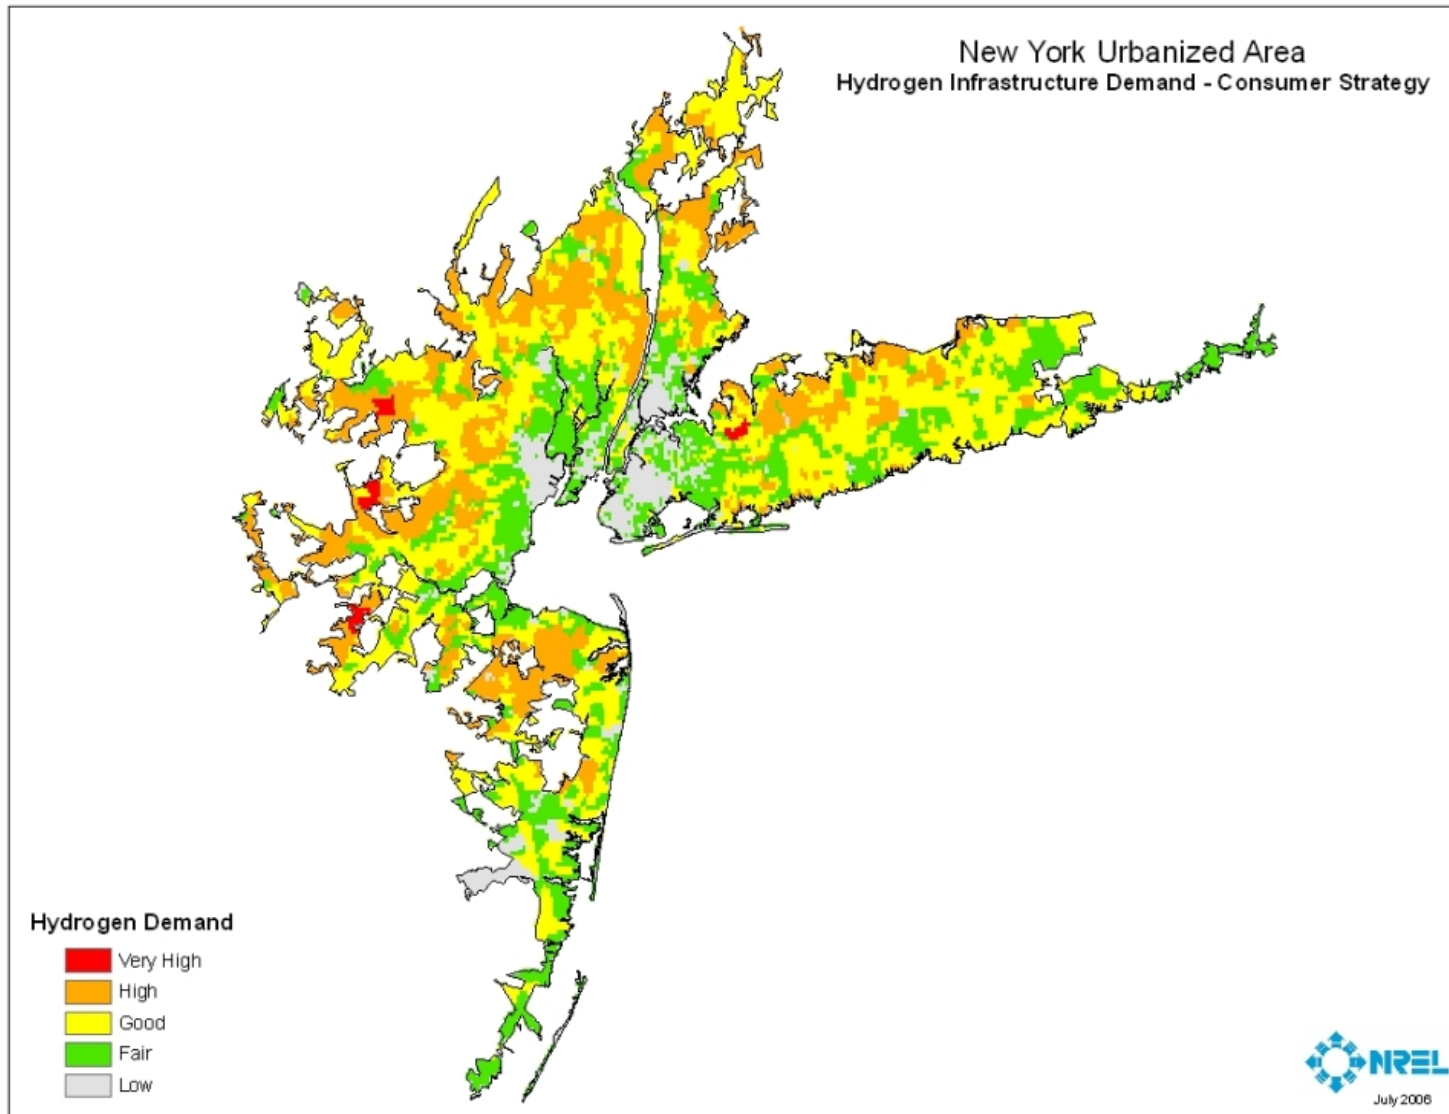 New York Urbanized Area
Hydrogen Infrastructure Demand - Consumer Strategy
Hydrogen Demand
Very High
High
Good
Fair
Low
NREL
July 2006